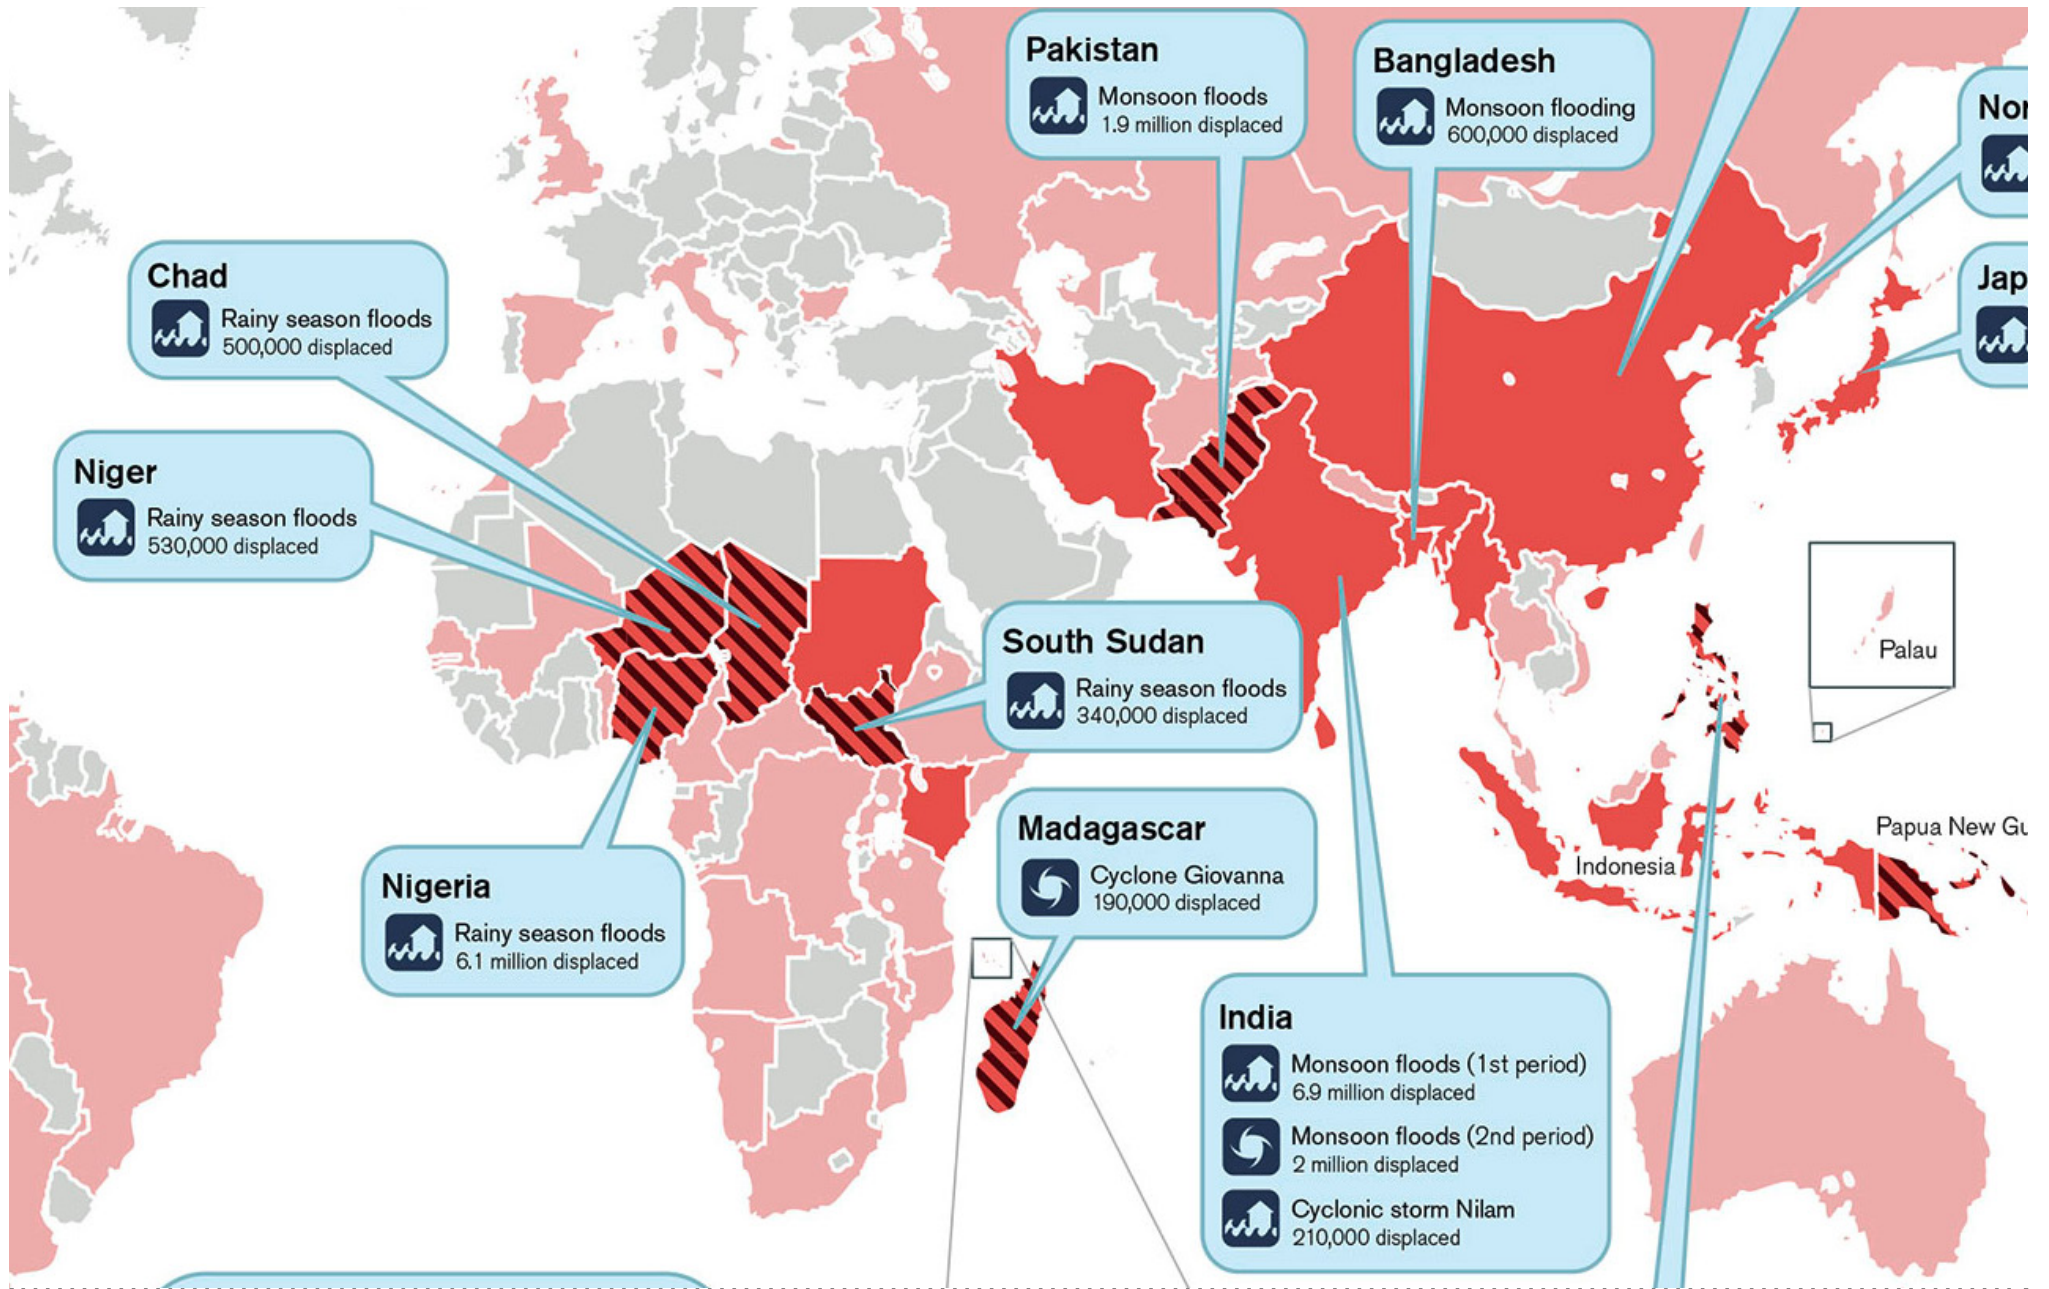 Pakistan
Monsoon floods
1.9 million displaced
Bangladesh
Monsoon flooding
600,000 displaced
Nor
Jap
Chad
Rainy season floods
500,000 displaced
Niger
Rainy season floods
530,000 displaced
South Sudan
Rainy season floods
340,000 displaced
Palau
Madagascar
Cyclone Giovanna
190,000 displaced
Papua New Gu
Indonesia
Nigeria
Rainy season floods
6.1 million displaced
India
Monsoon floods (1st period)
6.9 million displaced
Monsoon floods (2nd period)
2 million displaced
Cyclonic storm Nilam
210,000 displaced